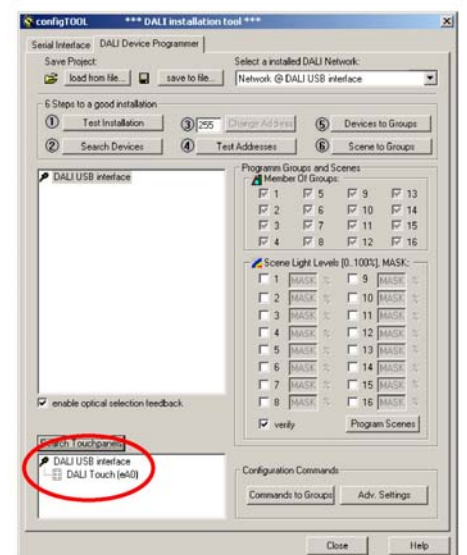 configTOOL *** DALI installation tool ***
Serial Interface DALI Device Programmer
Save Project: Select a installed DALI Network:
load from file... save to file... Network @ DALI USB interface
6 Steps to a good installation
1 Test Installation 3 255 Change Address 5 Devices to Groups
2 Search Devices 4 Test Addresses 6 Scene to Groups
DALI USB interface
Programm Groups and Scenes
Member Of Groups:
1 5 9 13
2 6 10 14
3 7 11 15
4 8 12 16
Scene Light Levels [0..100%], MASK:
1 MASK % 9 MASK %
2 MASK % 10 MASK %
3 MASK % 11 MASK %
4 MASK % 12 MASK %
5 MASK % 13 MASK %
6 MASK % 14 MASK %
7 MASK % 15 MASK %
8 MASK % 16 MASK %
enable optical selection feedback
verify Program Scenes
Search Touchpanels
DALI USB interface
DALI Touch (eA0)
Configuration Commands
Commands to Groups Adv. Settings
Close Help